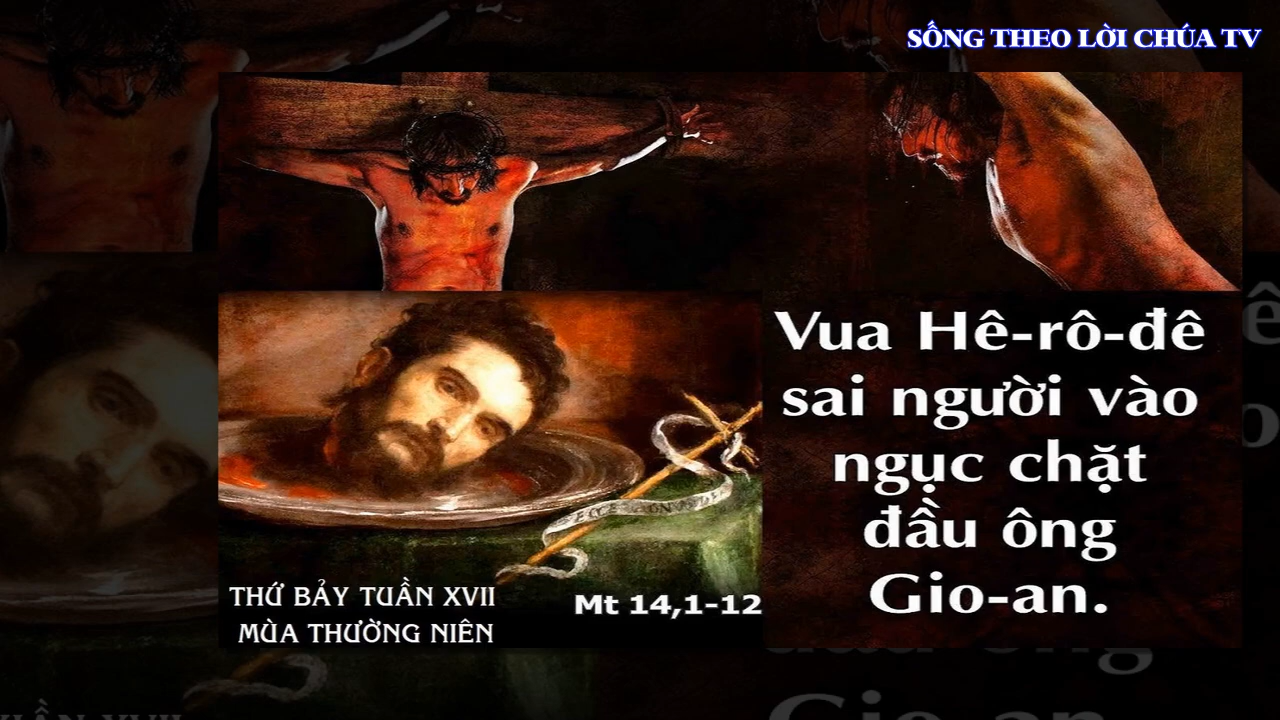 SỐNG THEO LỜI CHÚA TV
Vua Hê-rô-đê
sai người vào
ngục chặt
đầu ông
Gio-an.
THỨ BẢY TUẦN XVII
MÙA THƯỜNG NIÊN
Mt 14,1-12